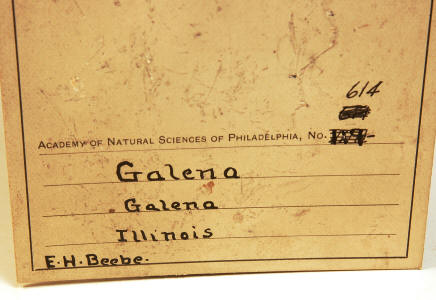 614
ACADEMY OF NATURAL SCIENCES OF PHILADELPHIA, NO.
Galena
Galena
Illinois
E.H. Beebe.